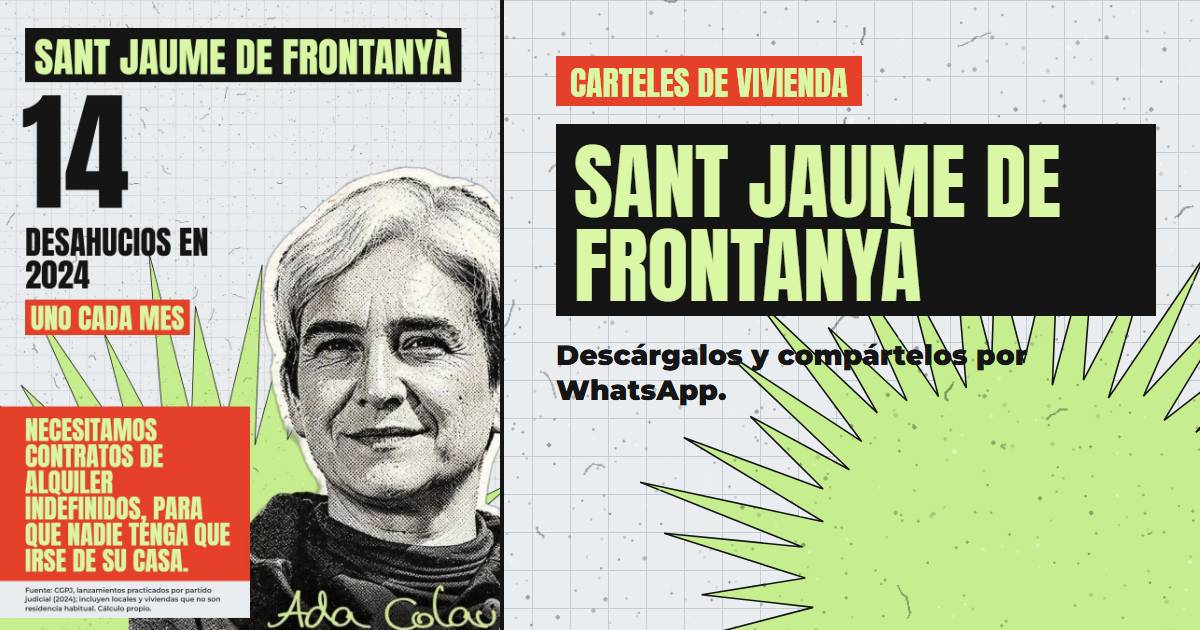 SANT JAUME DE FRONTANYÀ
14
DESAHUCIOS EN
2024
UNO CADA MES
NECESITAMOS
CONTRATOS DE
ALQUILER
INDEFINIDOS, PARA
QUE NADIE TENGA QUE
IRSE DE SU CASA.
Fuente: CGPJ, lanzamientos practicados por partido
judicial (2024); incluyen locales y viviendas que no son
residencia habitual. Cálculo propio.
Ada Colau
CARTELES DE VIVIENDA
SANT JAUME DE
FRONTANYÀ
Descárgalos y compártelos por
WhatsApp.